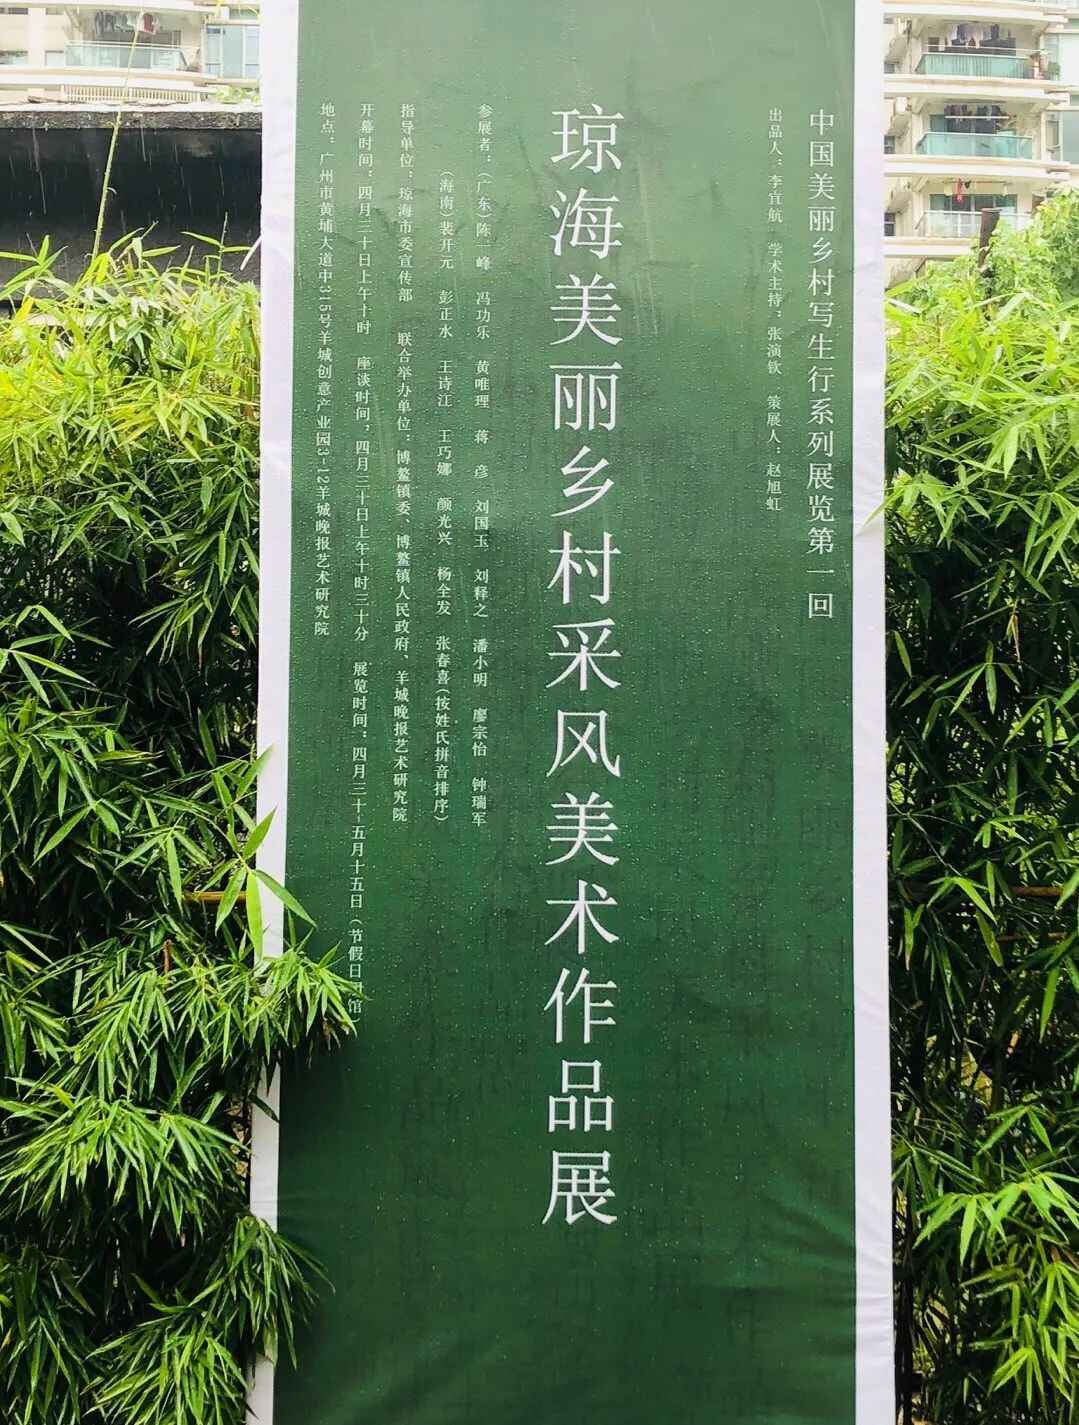 中国美丽乡村写生行系列展览第一回
出品人：李宜航　学术主持：张演钦　策展人：赵旭虹
琼海美丽乡村采风美术作品展
参展者：（广东）陈一峰　冯功乐　黄唯理　蒋　彦　刘国玉　刘释之　潘小明　廖宗怡　钟瑞军
（海南）裴开元　彭正水　王诗江　王巧娜　颜光兴　杨全发　张春喜（按姓氏拼音排序）
指导单位：琼海市委宣传部　联合举办单位：博鳌镇委、博鳌镇人民政府、羊城晚报艺术研究院
开幕时间：四月三十日上午十时　座谈时间：四月三十日上午十时三十分　展览时间：四月三十-五月十五日（节假日馆
地点：广州市黄埔大道中315号羊城创意产业园3-12羊城晚报艺术研究院